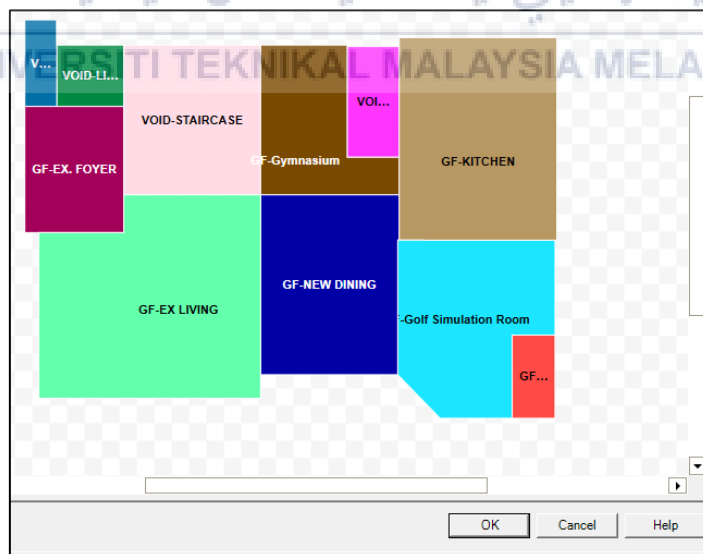 UNIVERSITI TEKNIKAL MALAYSIA MELA
V...
VOID-LI...
VOI...
VOID-STAIRCASE
GF-Gymnasium
GF-KITCHEN
GF-EX. FOYER
GF-NEW DINING
GF-EX LIVING
-Golf Simulation Room
GF...
OK
Cancel
Help